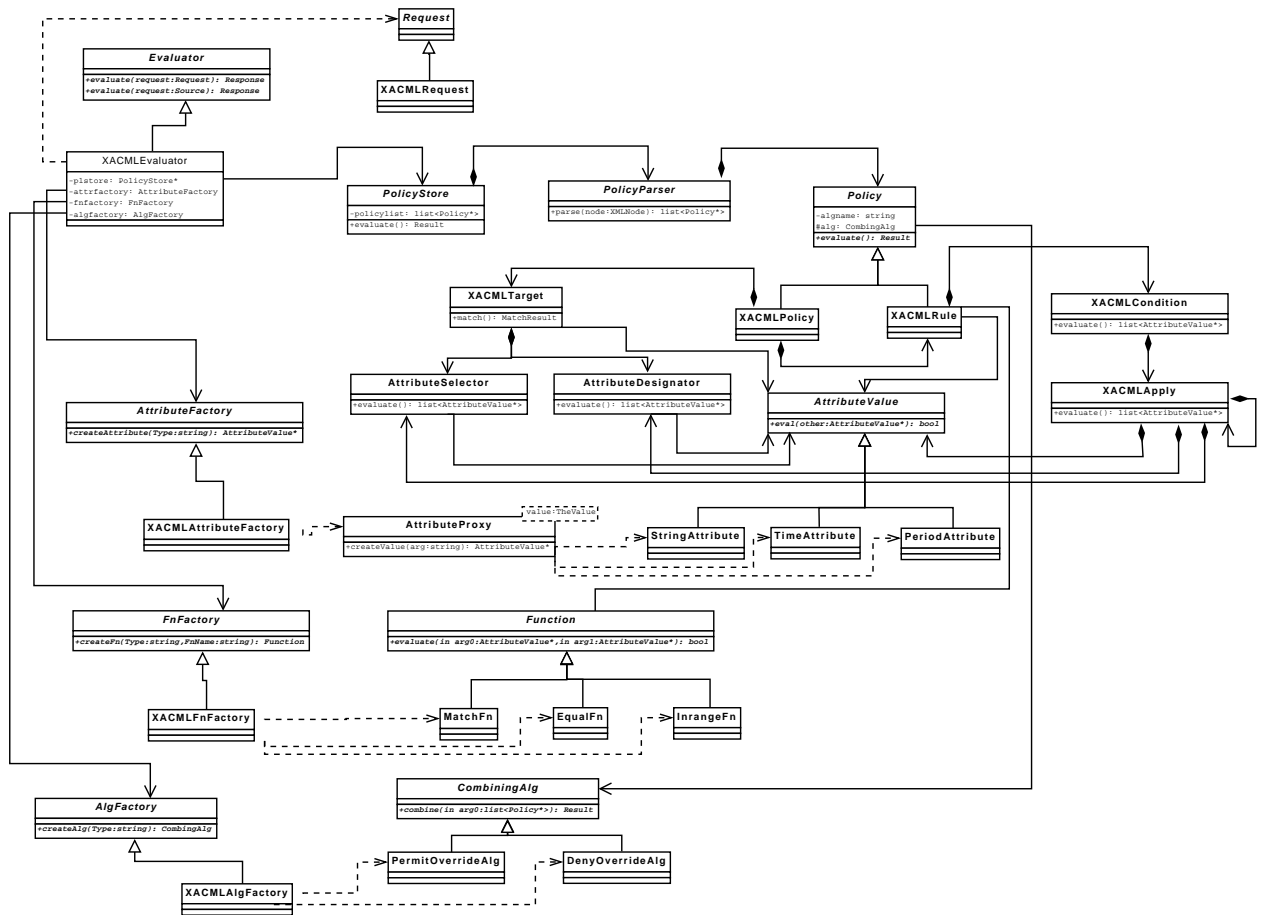 Request
Evaluator
+evaluate(request:Request): Response
+evaluate(request:Source): Response
XACMLRequest
XACMLEvaluator
-plstore: PolicyStore*
-attrfactory: AttributeFactory
-fnfactory: FnFactory
-algfactory: AlgFactory
PolicyStore
-policylist: list<Policy*>
+evaluate(): Result
PolicyParser
+parse(node:XMLNode): list<Policy*>
Policy
-algname: string
#alg: CombingAlg
+evaluate(): Result
XACMLTarget
+match(): MatchResult
XACMLPolicy
XACMLRule
XACMLCondition
+evaluate(): list<AttributeValue*>
AttributeSelector
+evaluate(): list<AttributeValue*>
AttributeDesignator
+evaluate(): list<AttributeValue*>
AttributeValue
+eval(other:AttributeValue*): bool
XACMLApply
+evaluate(): list<AttributeValue*>
AttributeFactory
+createAttribute(Type:string): AttributeValue*
XACMLAttributeFactory
AttributeProxy
value:TheValue
+createValue(arg:string): AttributeValue*
StringAttribute
TimeAttribute
PeriodAttribute
FnFactory
+createFn(Type:string,FnName:string): Function
Function
+evaluate(in arg0:AttributeValue*,in arg1:AttributeValue*): bool
XACMLFnFactory
MatchFn
EqualFn
InrangeFn
AlgFactory
+createAlg(Type:string): CombingAlg
CombiningAlg
+combine(in arg0:list<Policy*>): Result
XACMLAlgFactory
PermitOverrideAlg
DenyOverrideAlg